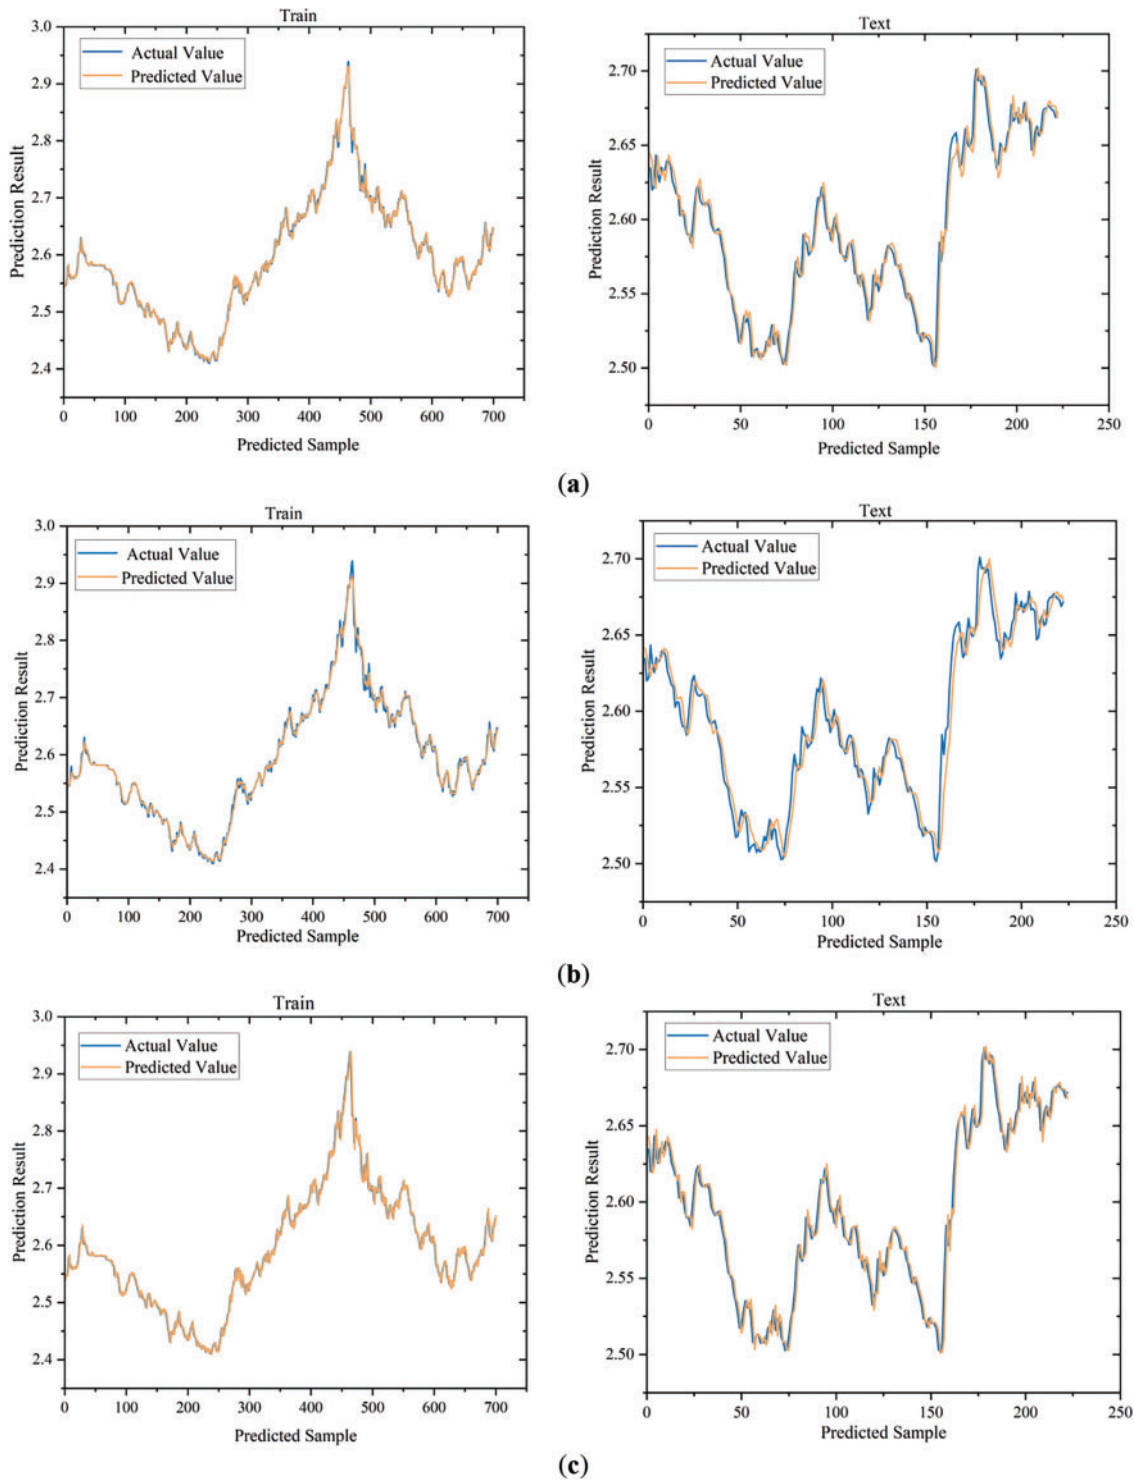 Train
3.0
2.9
2.8
2.7
2.6
2.5
2.4
Prediction Result
Actual Value
Predicted Value
0 100 200 300 400 500 600 700
Predicted Sample
Text
2.70
2.65
2.60
2.55
2.50
Prediction Result
Actual Value
Predicted Value
0 50 100 150 200 250
Predicted Sample
(a)
Train
3.0
2.9
2.8
2.7
2.6
2.5
2.4
Prediction Result
Actual Value
Predicted Value
0 100 200 300 400 500 600 700
Predicted Sample
Text
2.70
2.65
2.60
2.55
2.50
Prediction Result
Actual Value
Predicted Value
0 50 100 150 200 250
Predicted Sample
(b)
Train
3.0
2.9
2.8
2.7
2.6
2.5
2.4
Prediction Result
Actual Value
Predicted Value
0 100 200 300 400 500 600 700
Predicted Sample
Text
2.70
2.65
2.60
2.55
2.50
Prediction Result
Actual Value
Predicted Value
0 50 100 150 200 250
Predicted Sample
(c)